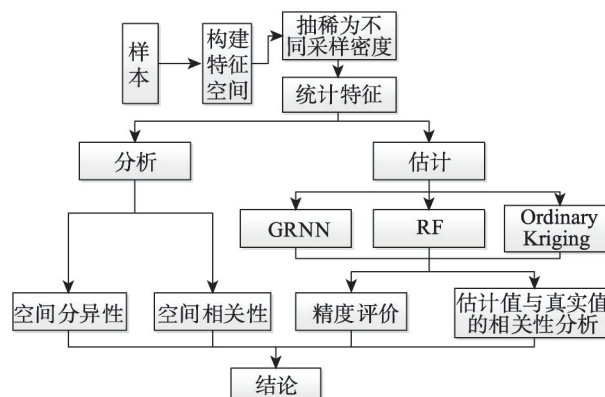 样
本
构建
特征
空间
抽稀为不
同采样密度
统计特征
分析
估计
GRNN
RF
Ordinary
Kriging
空间分异性
空间相关性
精度评价
估计值与真实值
的相关性分析
结论